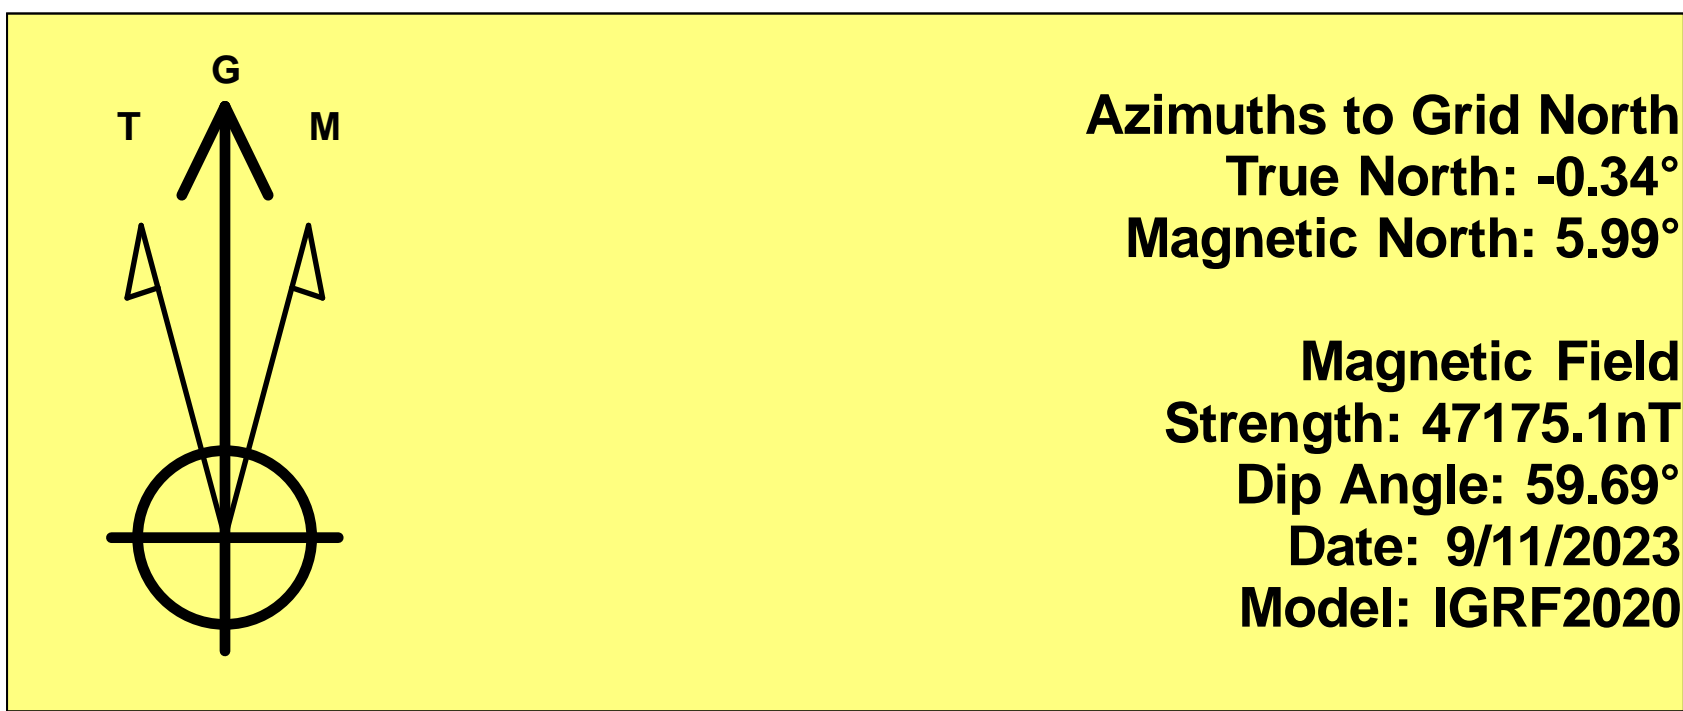 G
T
M
Azimuths to Grid North
True North: -0.34°
Magnetic North: 5.99°
Magnetic Field
Strength: 47175.1nT
Dip Angle: 59.69°
Date: 9/11/2023
Model: IGRF2020